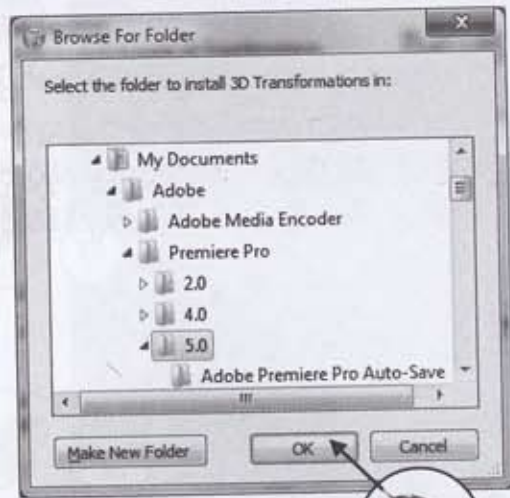 Browse For Folder
Select the folder to install 3D Transformations in:
My Documents
Adobe
Adobe Media Encoder
Premiere Pro
2.0
4.0
5.0
Adobe Premiere Pro Auto-Save
Make New Folder OK Cancel